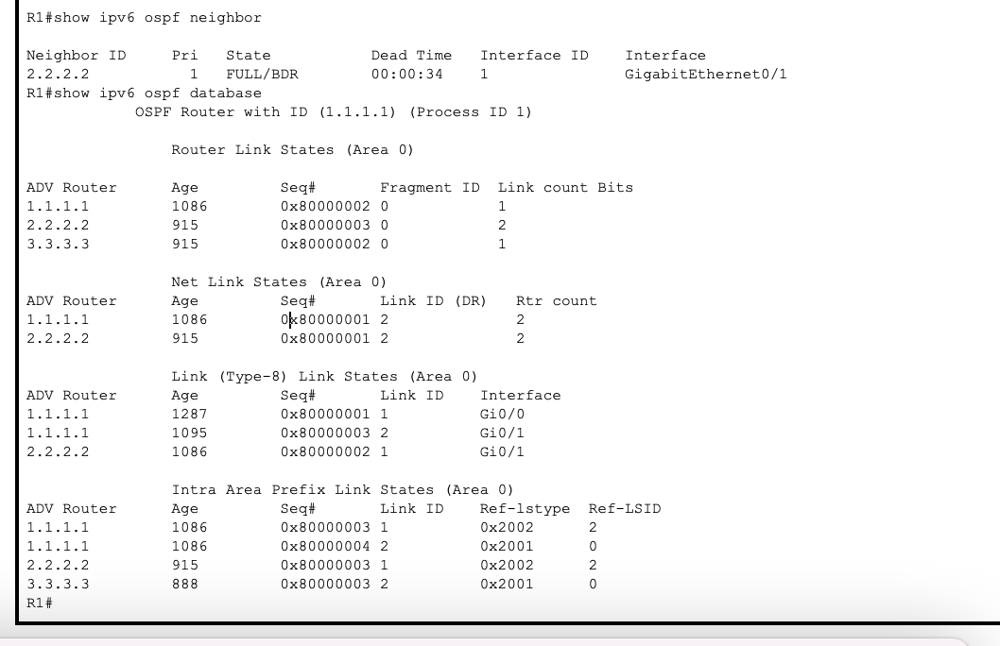 R1#show ipv6 ospf neighbor
Neighbor ID     Pri   State           Dead Time   Interface ID    Interface
2.2.2.2           1   FULL/BDR        00:00:34    1               GigabitEthernet0/1
R1#show ipv6 ospf database
            OSPF Router with ID (1.1.1.1) (Process ID 1)
                Router Link States (Area 0)
ADV Router      Age         Seq#       Fragment ID  Link count Bits
1.1.1.1         1086        0x80000002 0            1
2.2.2.2         915         0x80000003 0            2
3.3.3.3         915         0x80000002 0            1
                Net Link States (Area 0)
ADV Router      Age         Seq#       Link ID (DR)   Rtr count
1.1.1.1         1086        0x80000001 2              2
2.2.2.2         915         0x80000001 2              2
                Link (Type-8) Link States (Area 0)
ADV Router      Age         Seq#       Link ID    Interface
1.1.1.1         1287        0x80000001 1          Gi0/0
1.1.1.1         1095        0x80000003 2          Gi0/1
2.2.2.2         1086        0x80000002 1          Gi0/1
                Intra Area Prefix Link States (Area 0)
ADV Router      Age         Seq#       Link ID    Ref-lstype  Ref-LSID
1.1.1.1         1086        0x80000003 1          0x2002      2
1.1.1.1         1086        0x80000004 2          0x2001      0
2.2.2.2         915         0x80000003 1          0x2002      2
3.3.3.3         888         0x80000003 2          0x2001      0
R1#